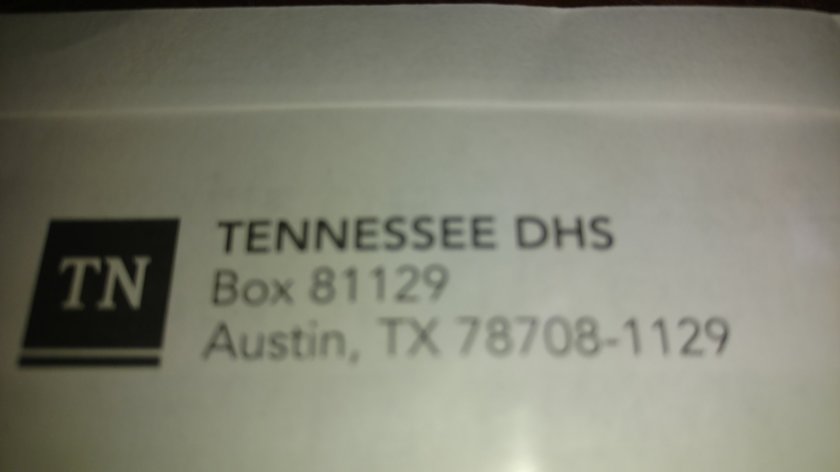 TN
TENNESSEE DHS
Box 81129
Austin, TX 78708-1129